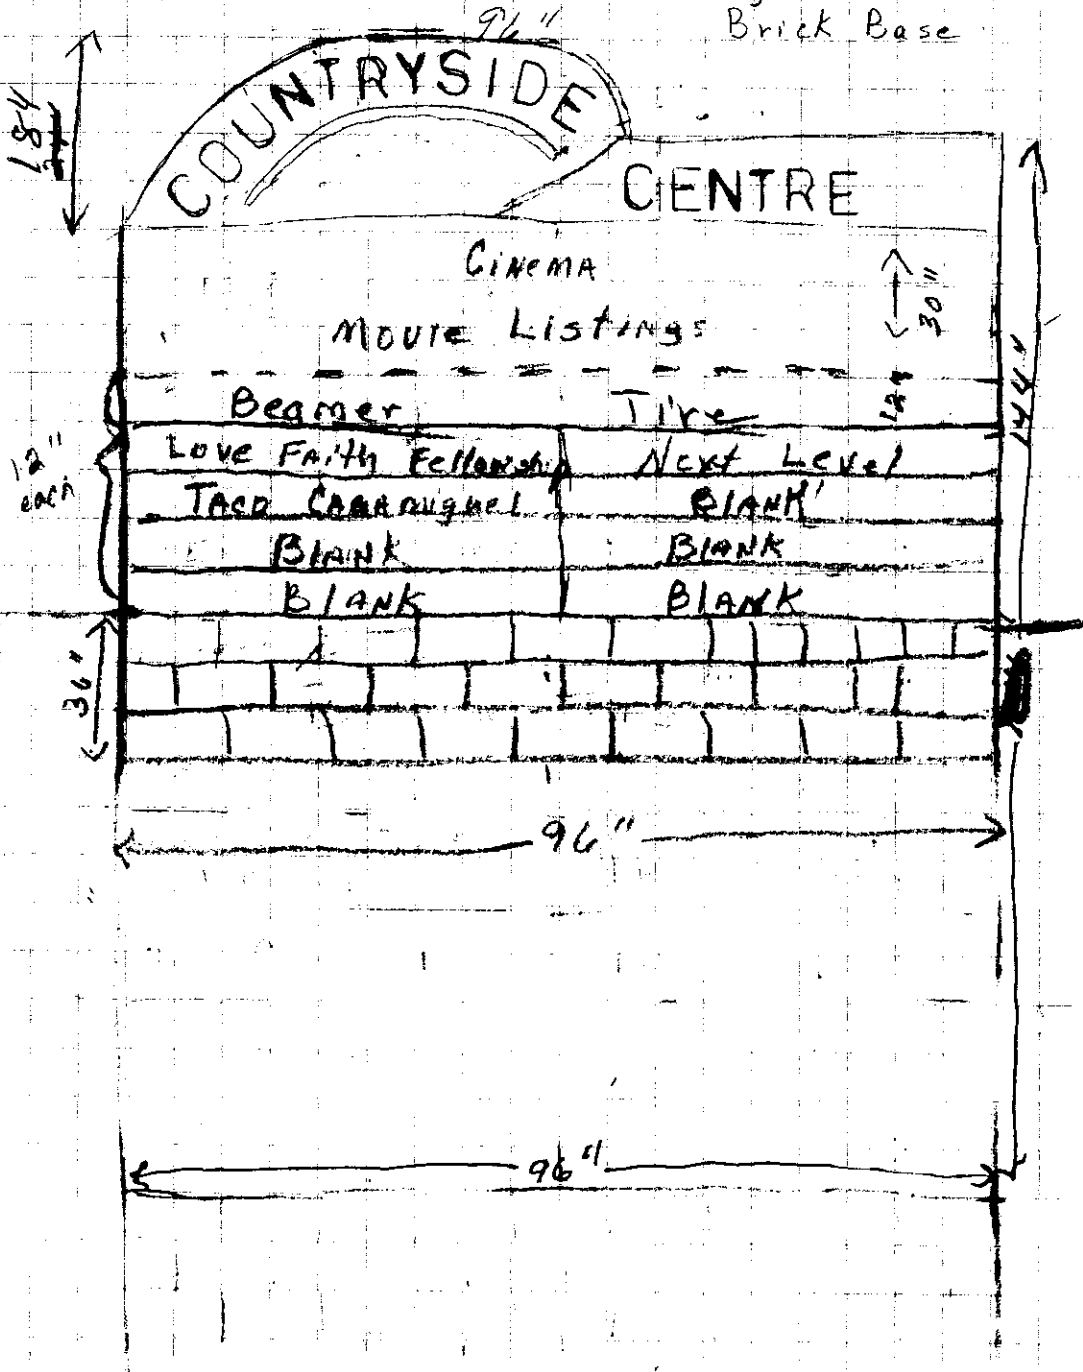 96"
Brick Base
COUNTRYSIDE
184
CENTRE
CiNEMA
30"
MOVIE ListiNgs
144"
Beamer Tire
12"
12" each
Love FAith Fellowship Next Level
TACO BLANK
BLANK BLANK
BLANK BLANK
36"
96"
96"